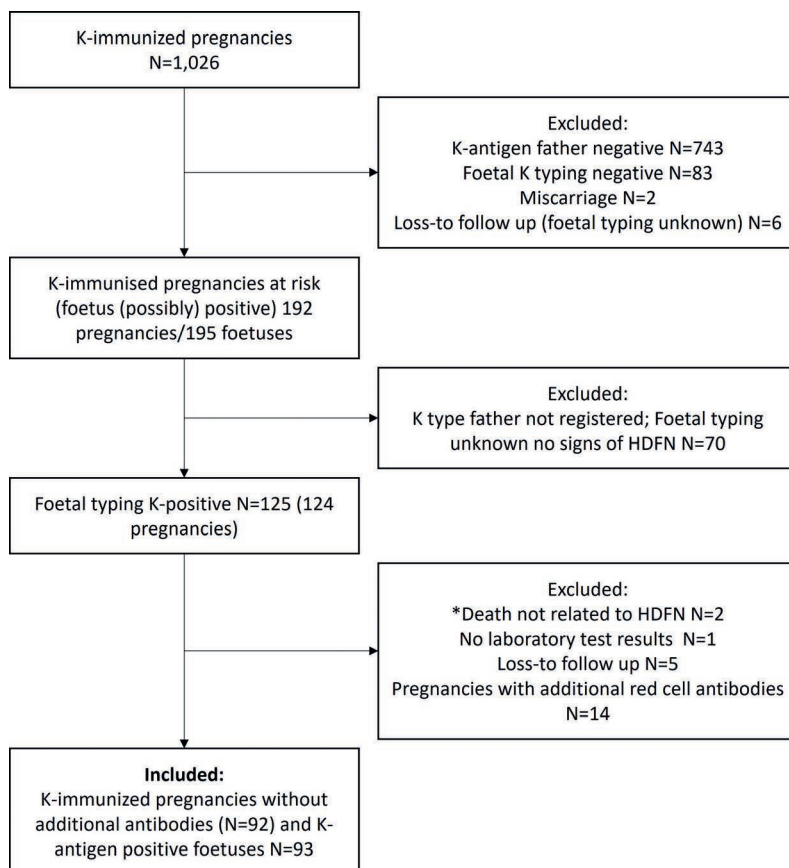 K-immunized pregnancies
N=1,026
Excluded:
K-antigen father negative N=743
Foetal K typing negative N=83
Miscarriage N=2
Loss-to follow up (foetal typing unknown) N=6
K-immunised pregnancies at risk
(foetus (possibly) positive) 192
pregnancies/195 foetuses
Excluded:
K type father not registered; Foetal typing
unknown no signs of HDFN N=70
Foetal typing K-positive N=125 (124
pregnancies)
Excluded:
*Death not related to HDFN N=2
No laboratory test results N=1
Loss-to follow up N=5
Pregnancies with additional red cell antibodies
N=14
Included:
K-immunized pregnancies without
additional antibodies (N=92) and K-
antigen positive foetuses N=93